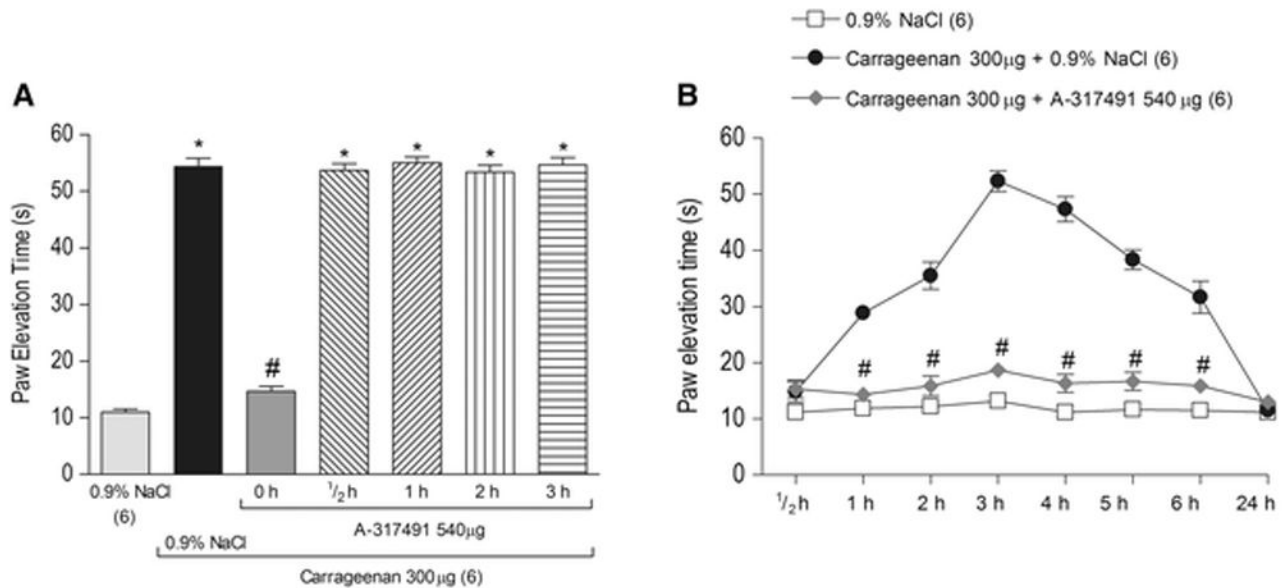 A
Paw Elevation Time (s)
60
50
40
30
20
10
0
*
#
*
*
*
*
0.9% NaCl
(6)
0 h
1/2 h
1 h
2 h
3 h
A-317491 540µg
0.9% NaCl
Carrageenan 300µg (6)
0.9% NaCl (6)
Carrageenan 300µg + 0.9% NaCl (6)
Carrageenan 300 µg + A-317491 540 µg (6)
B
Paw elevation time (s)
60
50
40
30
20
10
0
#
#
#
#
#
#
1/2 h
1 h
2 h
3 h
4 h
5 h
6 h
24 h